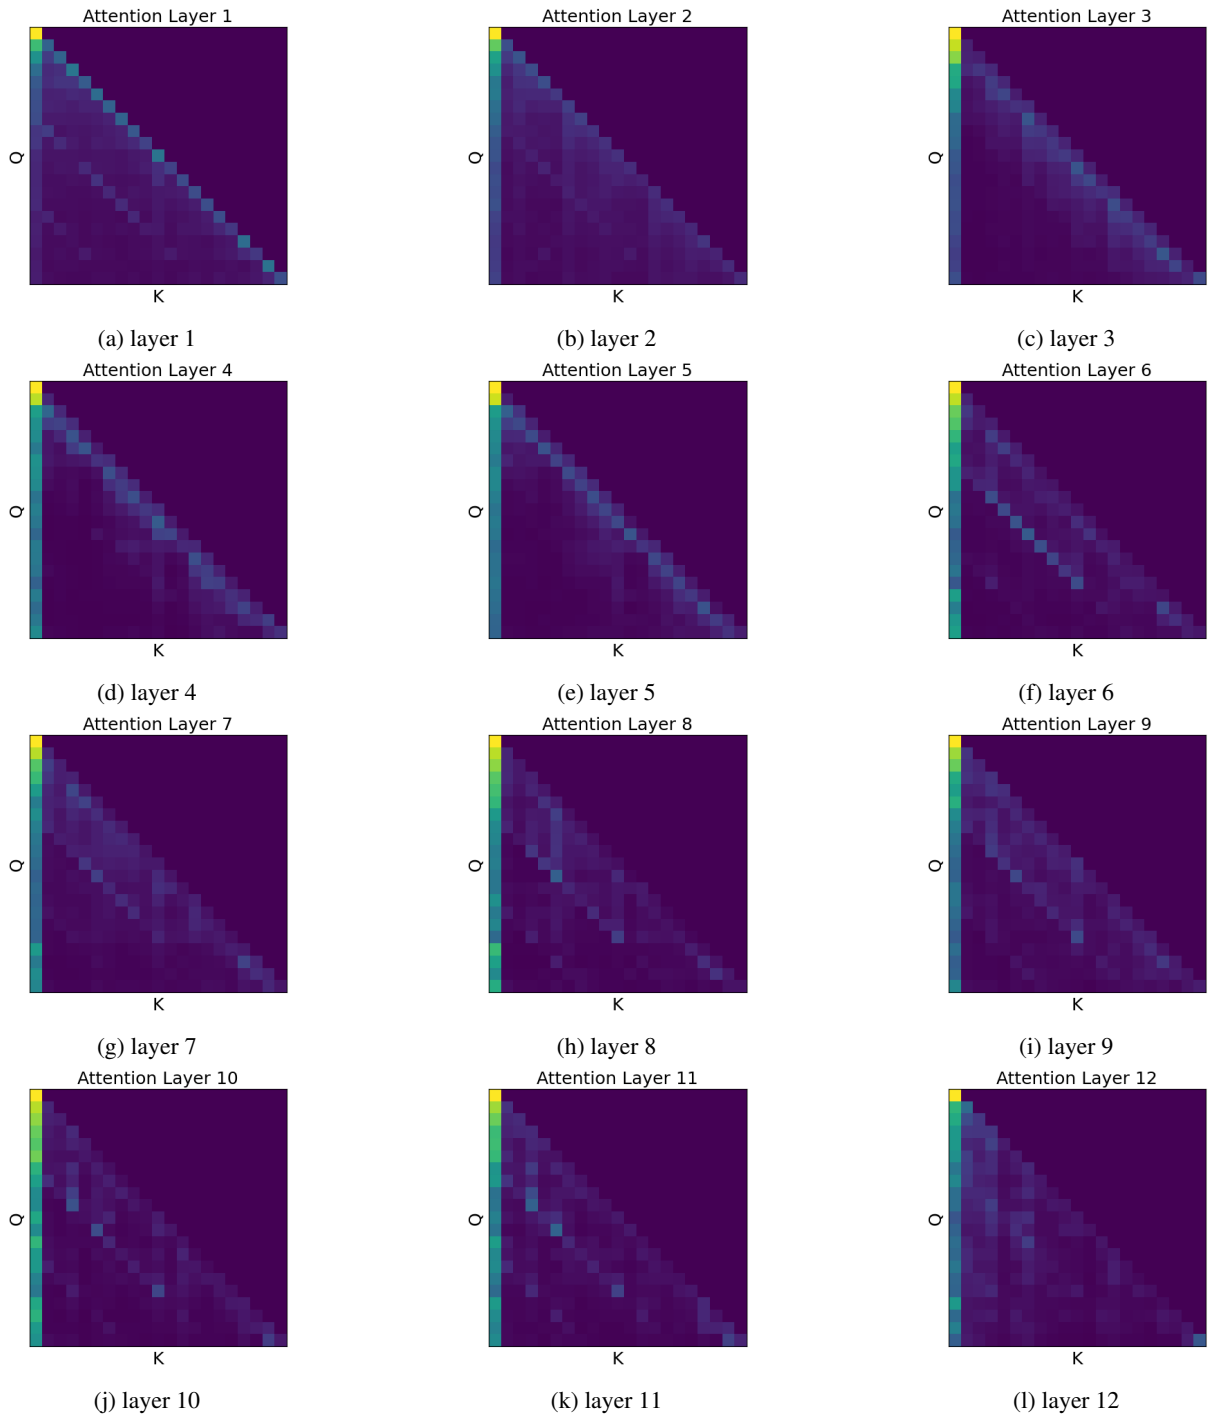 Attention Layer 1
Attention Layer 2
Attention Layer 3
Q
Q
Q
K
K
K
(a) layer 1
(b) layer 2
(c) layer 3
Attention Layer 4
Attention Layer 5
Attention Layer 6
Q
Q
Q
K
K
K
(d) layer 4
(e) layer 5
(f) layer 6
Attention Layer 7
Attention Layer 8
Attention Layer 9
Q
Q
Q
K
K
K
(g) layer 7
(h) layer 8
(i) layer 9
Attention Layer 10
Attention Layer 11
Attention Layer 12
Q
Q
Q
K
K
K
(j) layer 10
(k) layer 11
(l) layer 12